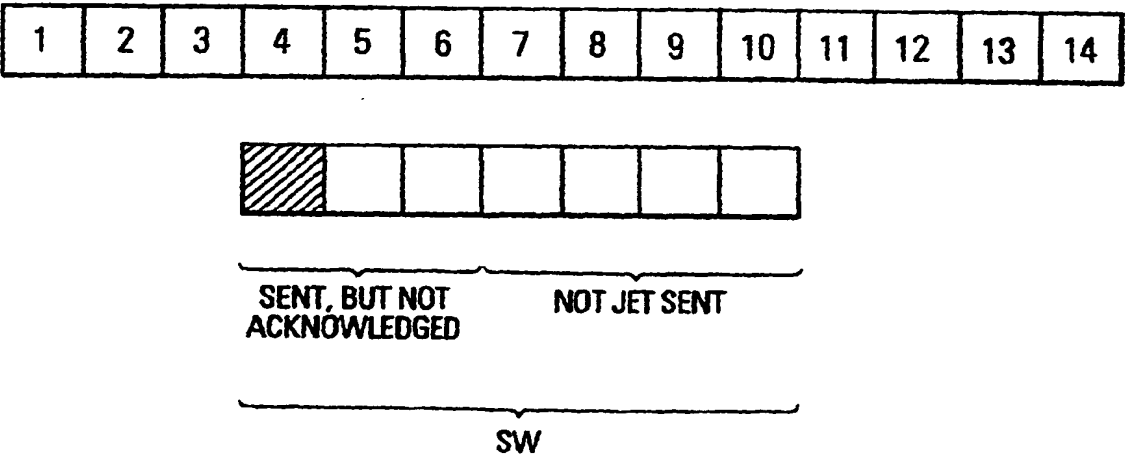 1 2 3 4 5 6 7 8 9 10 11 12 13 14
SENT, BUT NOT
ACKNOWLEDGED
NOT JET SENT
SW